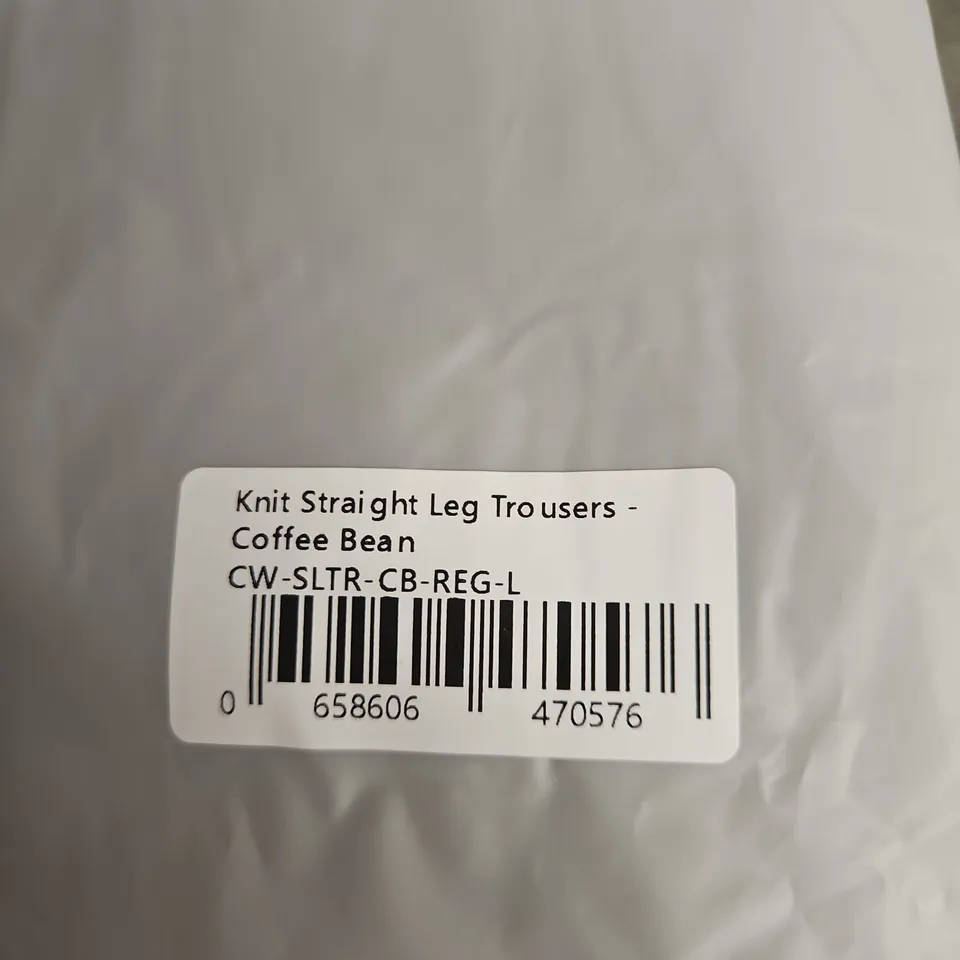 Knit Straight Leg Trousers -
Coffee Bean
CW-SLTR-CB-REG-L
0 658606 470576